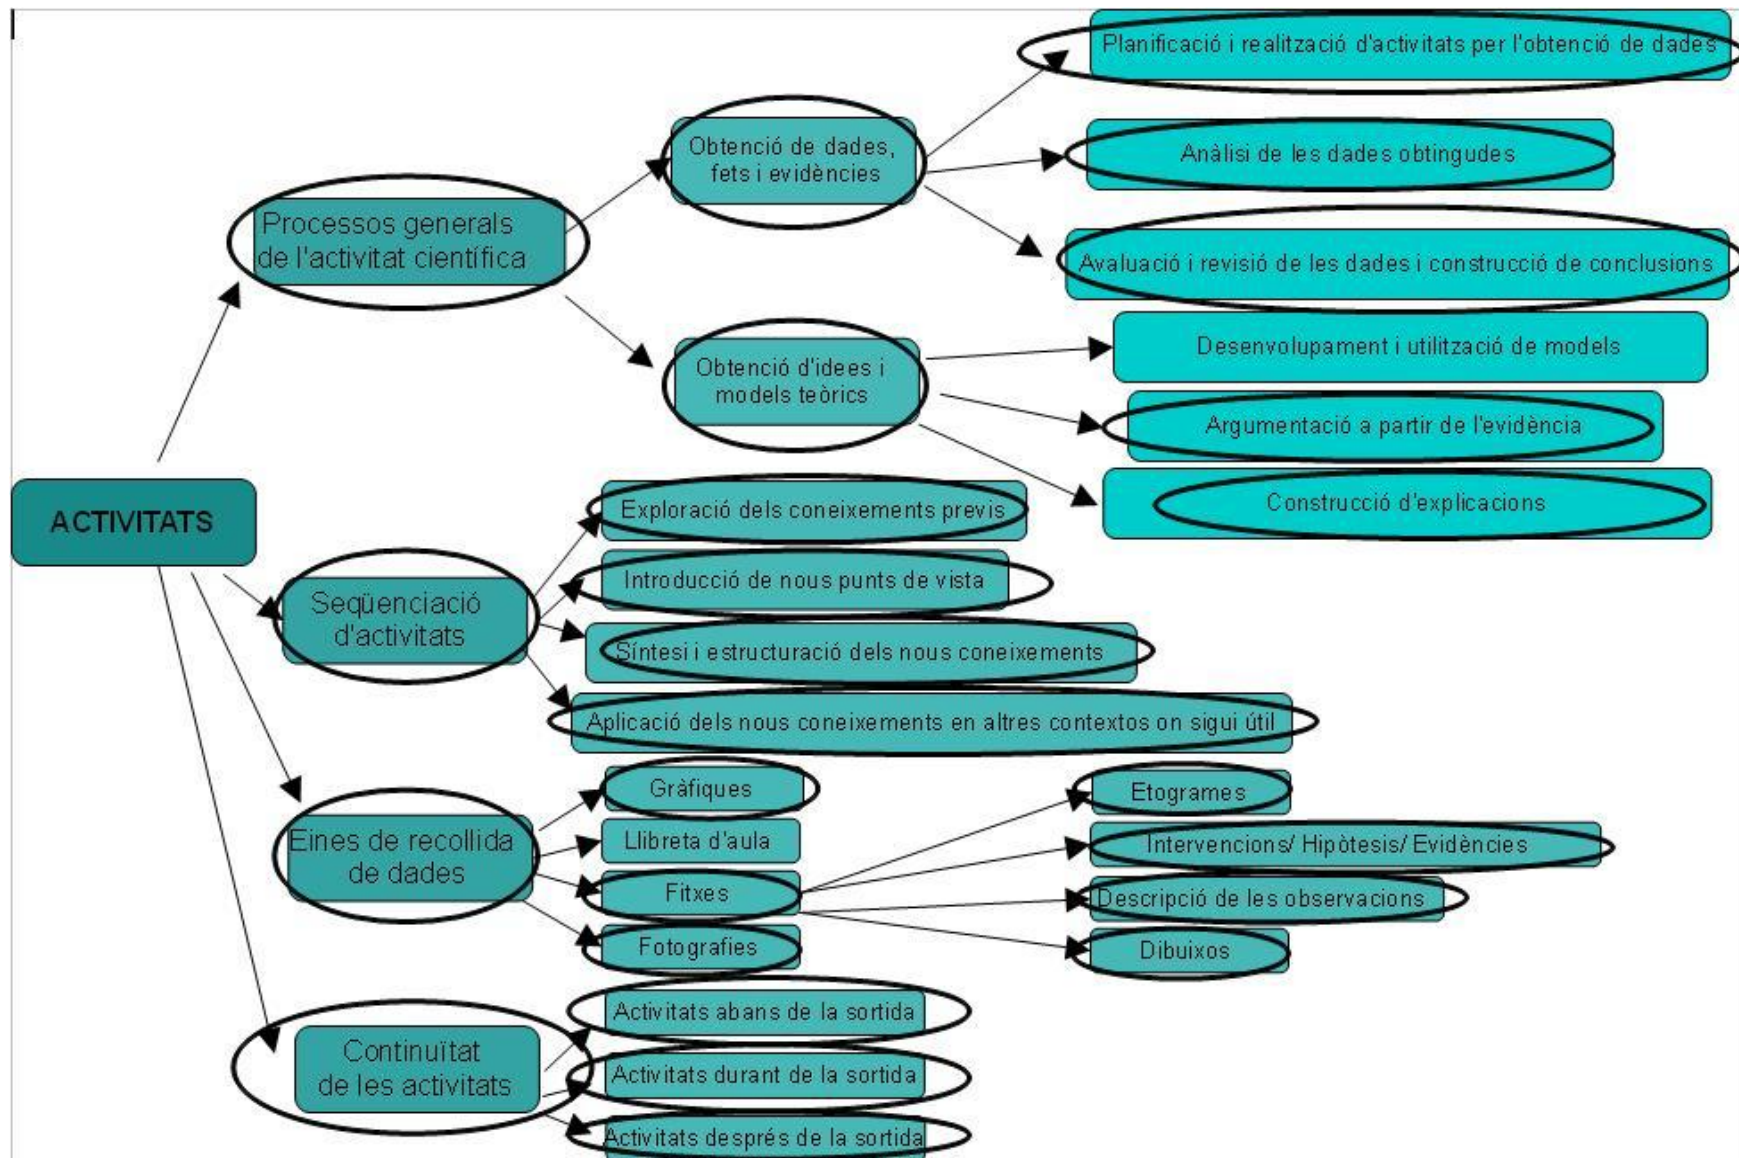 ACTIVITATS
Processos generals
de l'activitat científica
Obtenció de dades,
fets i evidències
Planificació i realització d'activitats per l'obtenció de dades
Anàlisi de les dades obtingudes
Avaluació i revisió de les dades i construcció de conclusions
Obtenció d'idees i
models teòrics
Desenvolupament i utilització de models
Argumentació a partir de l'evidència
Construcció d'explicacions
Seqüenciació
d'activitats
Exploració dels coneixements previs
Introducció de nous punts de vista
Síntesi i estructuració dels nous coneixements
Aplicació dels nous coneixements en altres contextos on sigui útil
Eines de recollida
de dades
Gràfiques
Llibreta d'aula
Fitxes
Fotografies
Etogrames
Intervencions/ Hipòtesis/ Evidències
Descripció de les observacions
Dibuixos
Continuïtat
de les activitats
Activitats abans de la sortida
Activitats durant de la sortida
Activitats després de la sortida